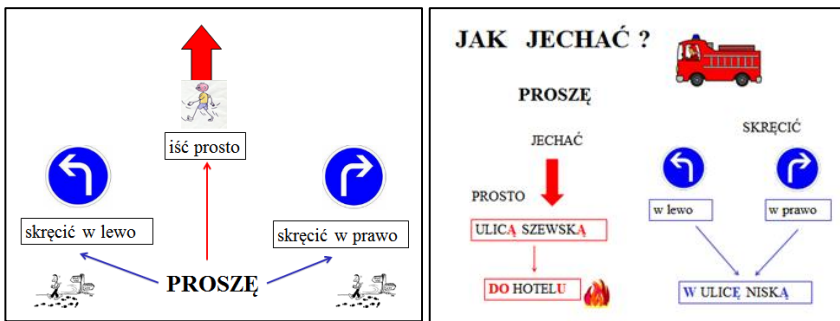 iść prosto
skręcić w lewo
skręcić w prawo
PROSZĘ
JAK JECHAĆ ?
PROSZĘ
SKRĘCIĆ
JECHAĆ
PROSTO
w lewo
w prawo
ULICĄ SZEWSKĄ
DO HOTELU
W ULICĘ NISKĄ